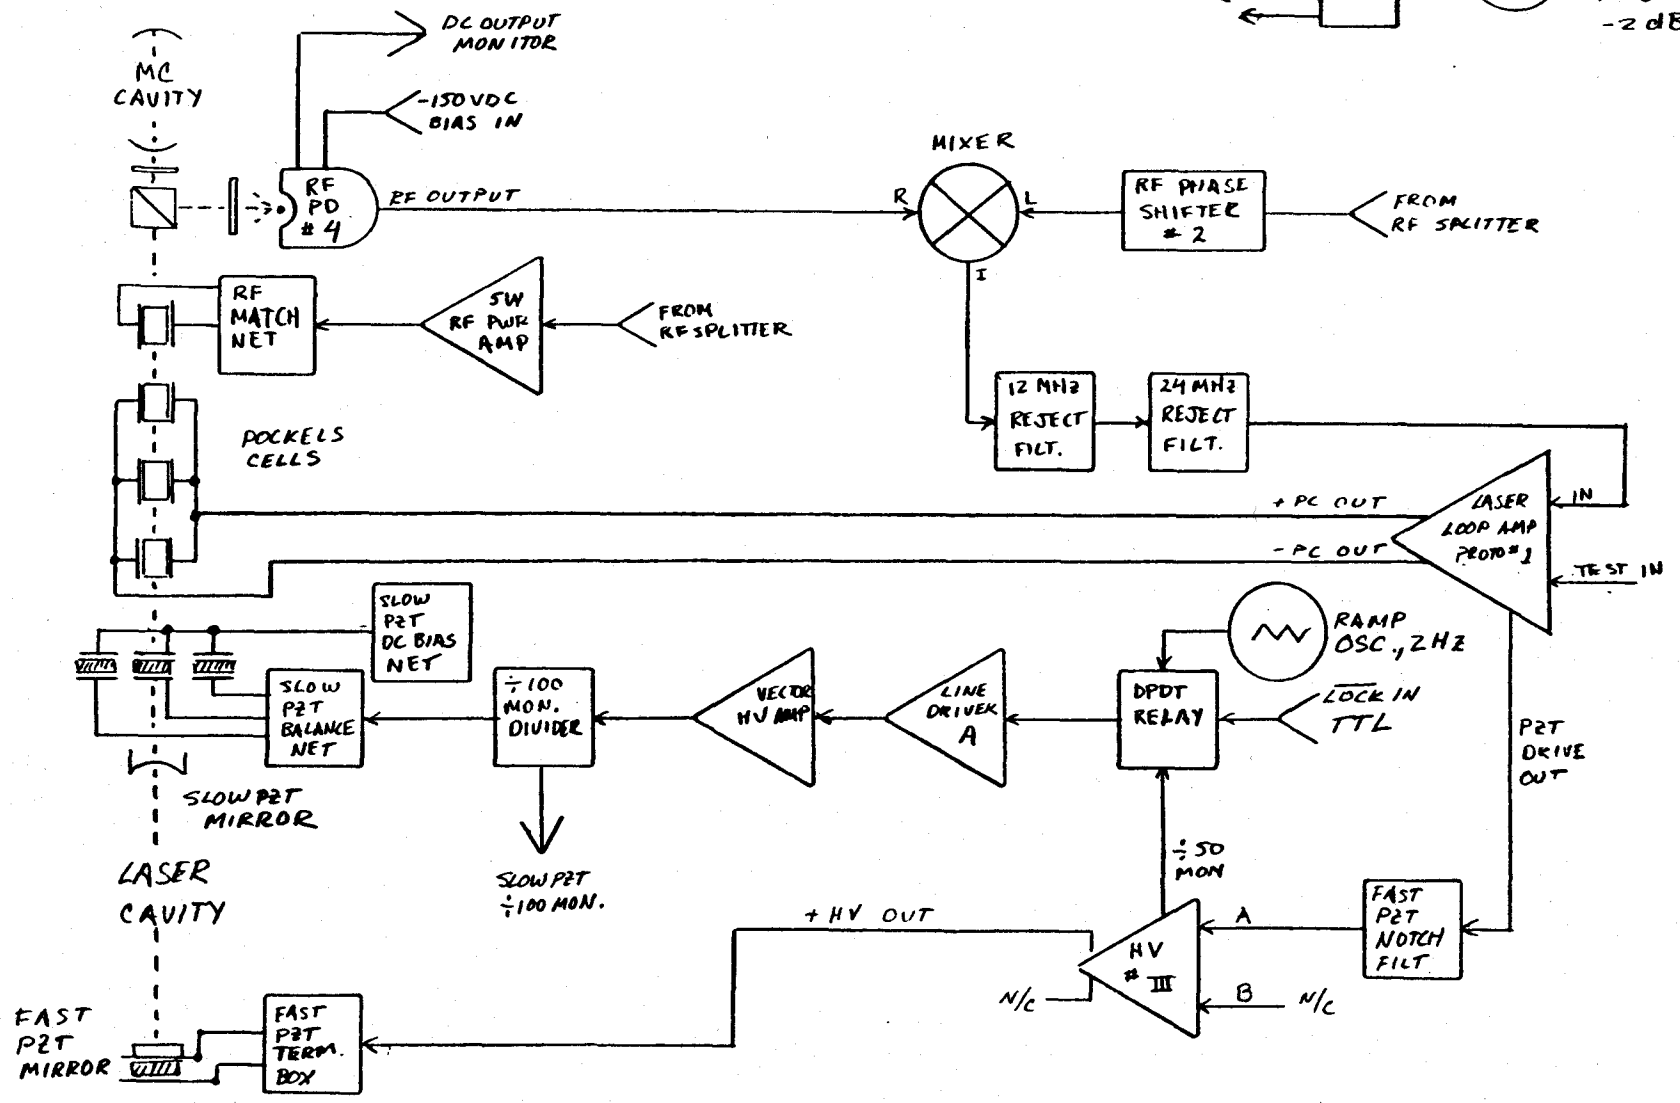 DC OUTPUT
MONITOR
-2 dB
MC
CAVITY
-150VDC
BIAS IN
MIXER
RF
PD
#4
RF OUTPUT
R
L
I
RF PHASE
SHIFTER
# 2
FROM
RF SPLITTER
RF
MATCH
NET
5W
RF PWR
AMP
FROM
RF SPLITTER
12 MHz
REJECT
FILT.
24 MHz
REJECT
FILT.
POCKELS
CELLS
+ PC OUT
- PC OUT
LASER
LOOP AMP
PROTO #1
IN
TEST IN
SLOW
PZT
DC BIAS
NET
RAMP
OSC., 2HZ
SLOW
PZT
BALANCE
NET
÷100
MON.
DIVIDER
VECTOR
HV AMP
LINE
DRIVER
A
DPDT
RELAY
L̅O̅C̅K̅ IN
TTL
PZT
DRIVE
OUT
SLOW PZT
MIRROR
LASER
CAVITY
SLOW PZT
÷100 MON.
÷50
MON
+ HV OUT
HV
# III
A
B
N/C
N/C
FAST
PZT
NOTCH
FILT
FAST
PZT
MIRROR
FAST
PZT
TERM.
BOX